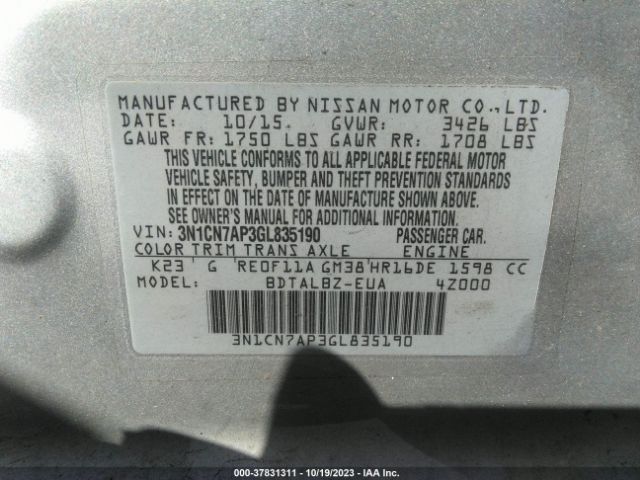 MANUFACTURED BY NISSAN MOTOR CO., LTD.
DATE: 10/15. GVWR: 3426 LBS
GAWR FR: 1750 LBS GAWR RR: 1708 LBS
THIS VEHICLE CONFORMS TO ALL APPLICABLE FEDERAL MOTOR
VEHICLE SAFETY, BUMPER AND THEFT PREVENTION STANDARDS
IN EFFECT ON THE DATE OF MANUFACTURE SHOWN ABOVE.
SEE OWNER'S MANUAL FOR ADDITIONAL INFORMATION.
VIN: 3N1CN7AP3GL835190 PASSENGER CAR.
COLOR TRIM TRANS AXLE ENGINE
K23' G 'RE0F11A GM38'HR16DE 1598 CC
MODEL: BDTALBZ-EUA 4Z000
3N1CN7AP3GL835190
000-37831311 - 10/19/2023 - IAA Inc.